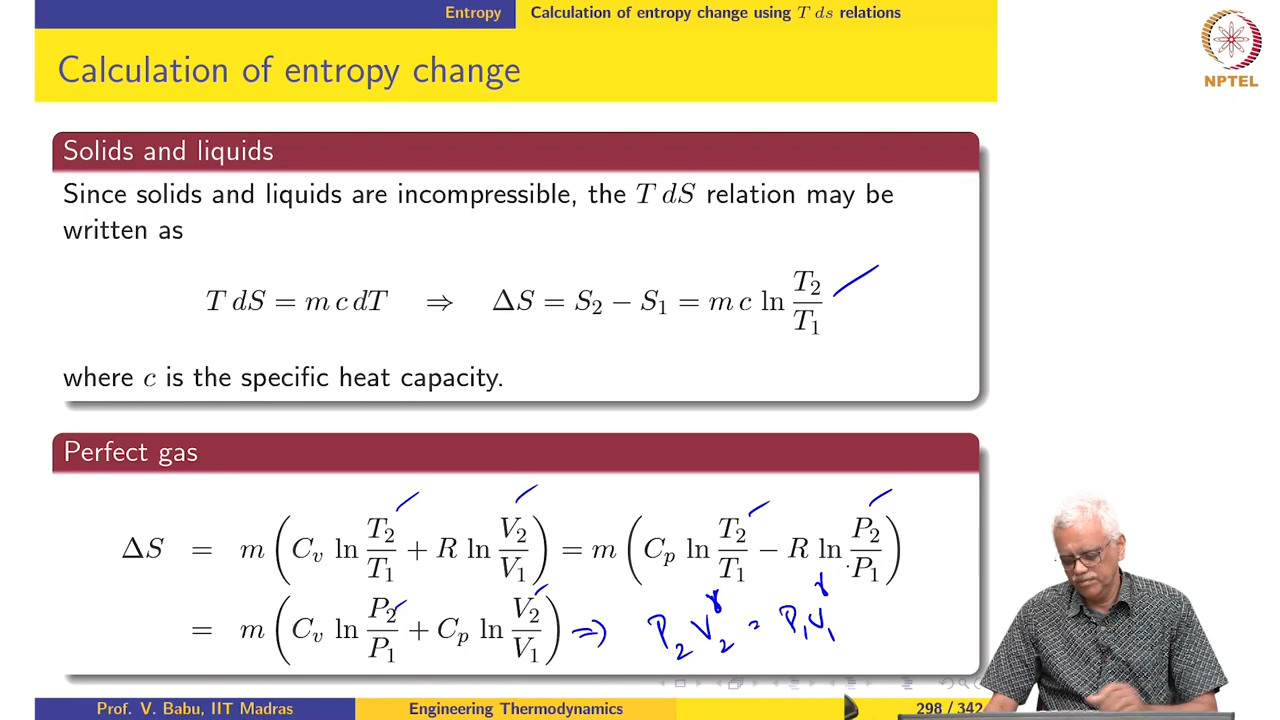 Entropy Calculation of entropy change using T ds relations
NPTEL
Calculation of entropy change
Solids and liquids
Since solids and liquids are incompressible, the T dS relation may be
written as
T dS = m c dT ⇒ ΔS = S₂ − S₁ = m c ln T₂/T₁
where c is the specific heat capacity.
Perfect gas
ΔS = m (Cᵥ ln T₂/T₁ + R ln V₂/V₁) = m (Cₚ ln T₂/T₁ − R ln P₂/P₁)
= m (Cᵥ ln P₂/P₁ + Cₚ ln V₂/V₁) ⇒ P₂V₂^γ = P₁V₁^γ
Prof. V. Babu, IIT Madras Engineering Thermodynamics 298 / 342